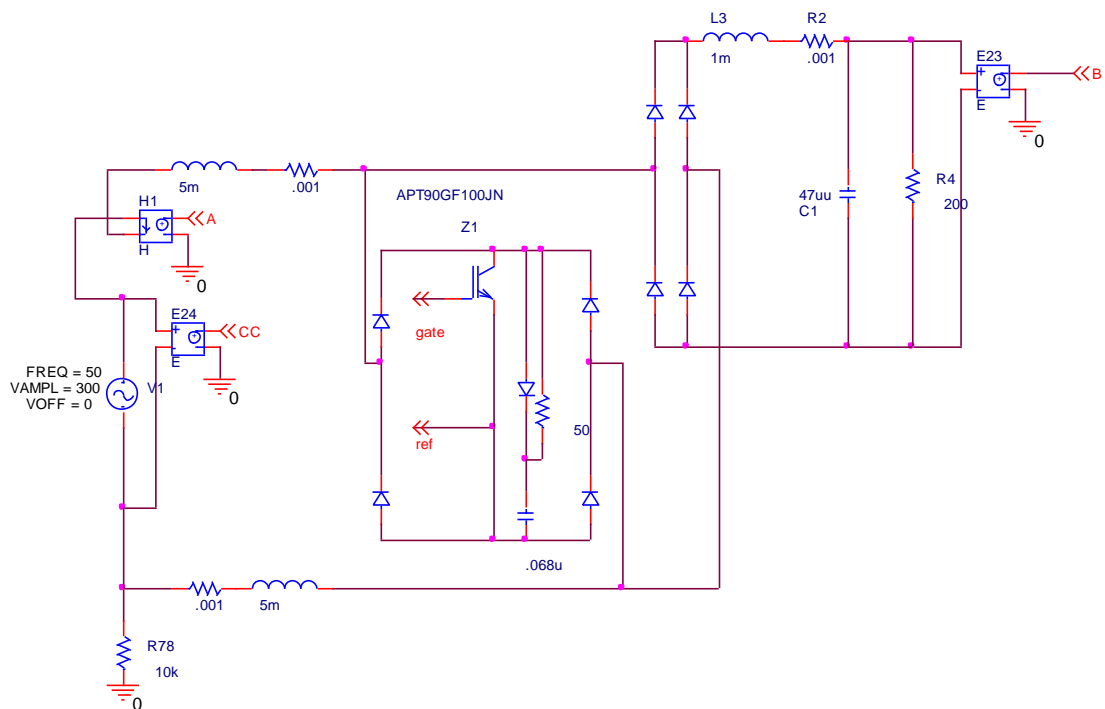 L3
R2
1m
.001
E23
B
E
0
5m
.001
APT90GF100JN
Z1
47uu
C1
R4
200
H1
A
H
0
E24
CC
E
0
FREQ = 50
VAMPL = 300
VOFF = 0
V1
gate
ref
50
.068u
.001
5m
R78
10k
0